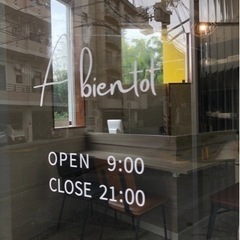 A bientot
OPEN 9:00
CLOSE 21:00